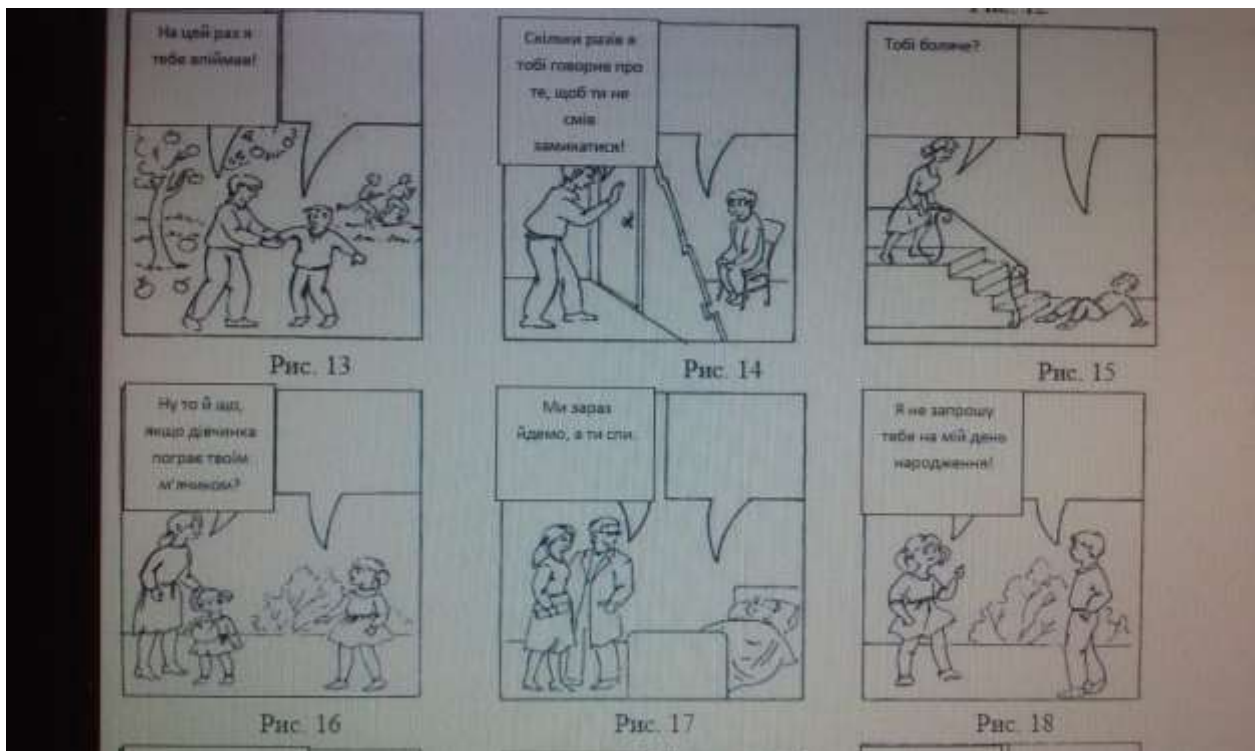 На цей раз я
тебе впіймав!
Скільки разів я
тобі говорив про
те, щоб ти не
смів
замикатися!
Тобі боляче?
Рис. 13
Рис. 14
Рис. 15
Ну то й що,
якщо дівчинка
пограє твоїм
м'ячиком?
Ми зараз
йдемо, а ти спи.
Я не запрошу
тебе на мій день
народження!
Рис. 16
Рис. 17
Рис. 18